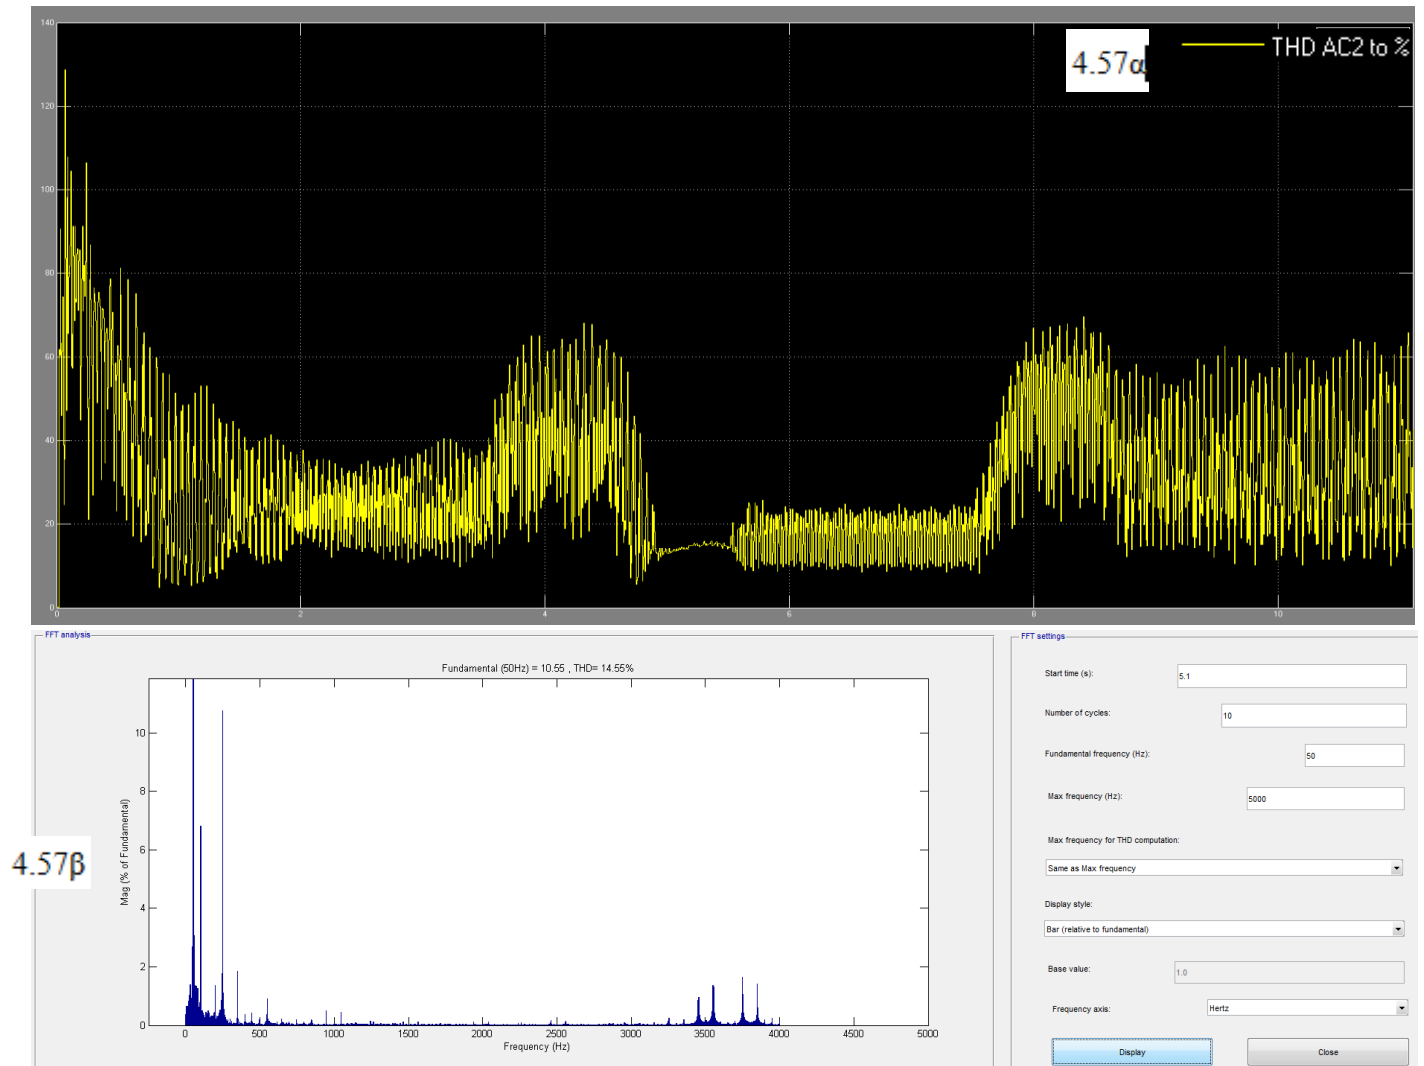 140
THD AC2 to %
4.57α
120
100
80
60
40
20
0
0 2 4 6 8 10
FFT analysis
Fundamental (50Hz) = 10.55 , THD= 14.55%
10
8
6
4
2
0
Mag (% of Fundamental)
0 500 1000 1500 2000 2500 3000 3500 4000 4500 5000
Frequency (Hz)
4.57β
FFT settings
Start time (s): 5.1
Number of cycles: 10
Fundamental frequency (Hz): 50
Max frequency (Hz): 5000
Max frequency for THD computation:
Same as Max frequency
Display style:
Bar (relative to fundamental)
Base value: 1.0
Frequency axis: Hertz
Display Close